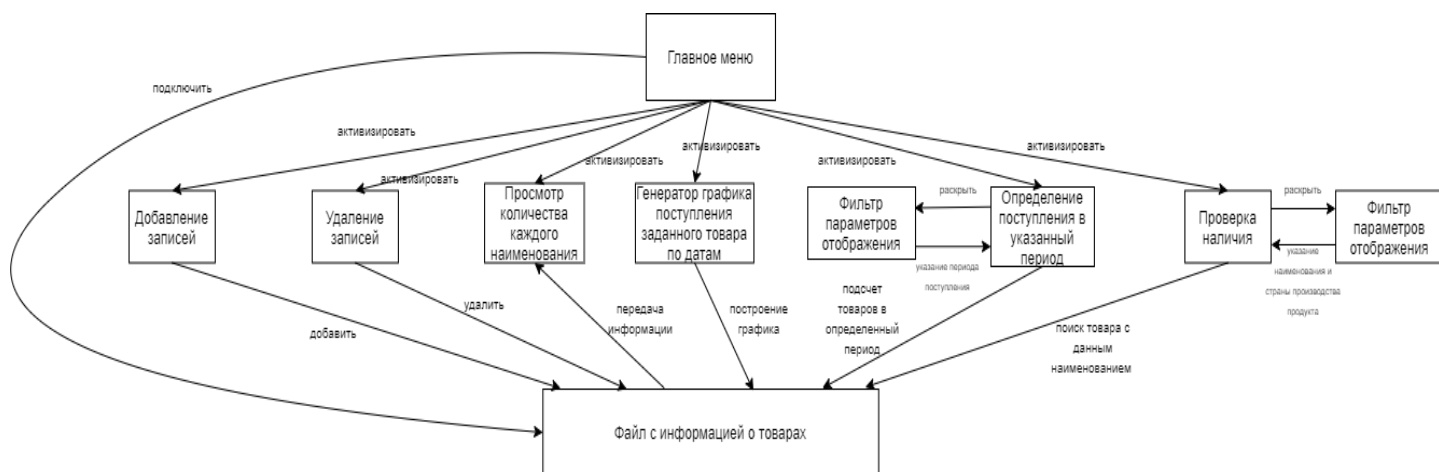 Главное меню
подключить
активизировать
активизировать
активизировать
активизировать
активизировать
активизировать
Добавление
записей
Удаление
записей
Просмотр
количества
каждого
наименования
Генератор графика
поступления
заданного товара
по датам
Фильтр
параметров
отображения
раскрыть
указание периода
поступления
Определение
поступления в
указанный
период
Проверка
наличия
раскрыть
указание
наименования и
страны производства
продукта
Фильтр
параметров
отображения
добавить
удалить
передача
информации
построение
графика
подсчет
товаров в
определенный
период
поиск товара с
данным
наименованием
Файл с информацией о товарах